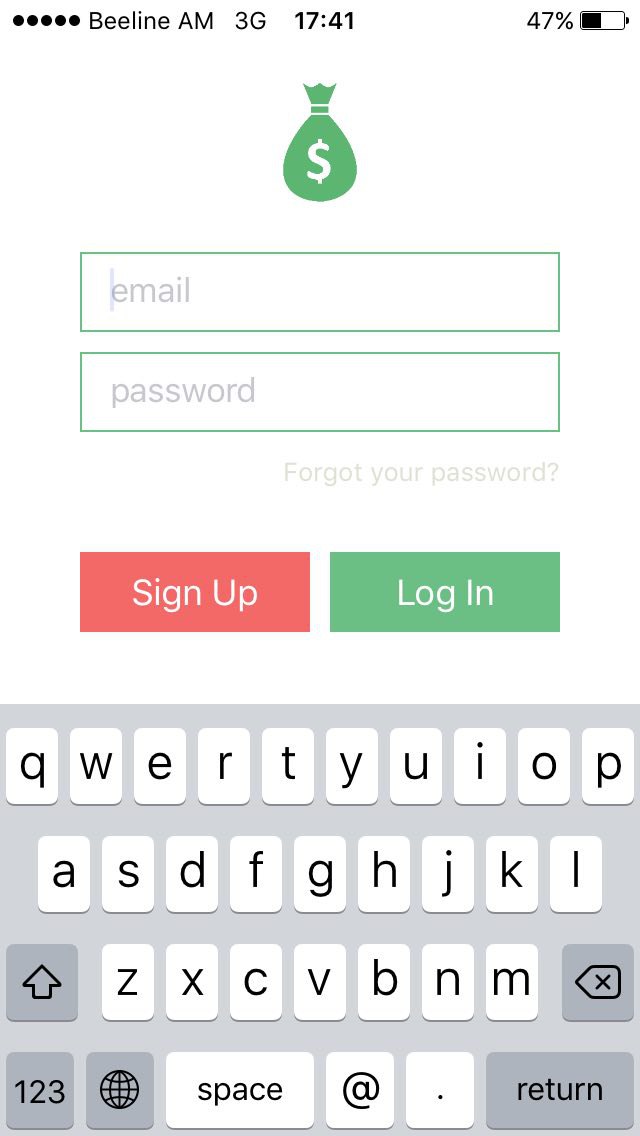 Beeline AM 3G 17:41 47%
$
email
password
Forgot your password?
Sign Up Log In
q w e r t y u i o p
a s d f g h j k l
z x c v b n m
123 space @ . return